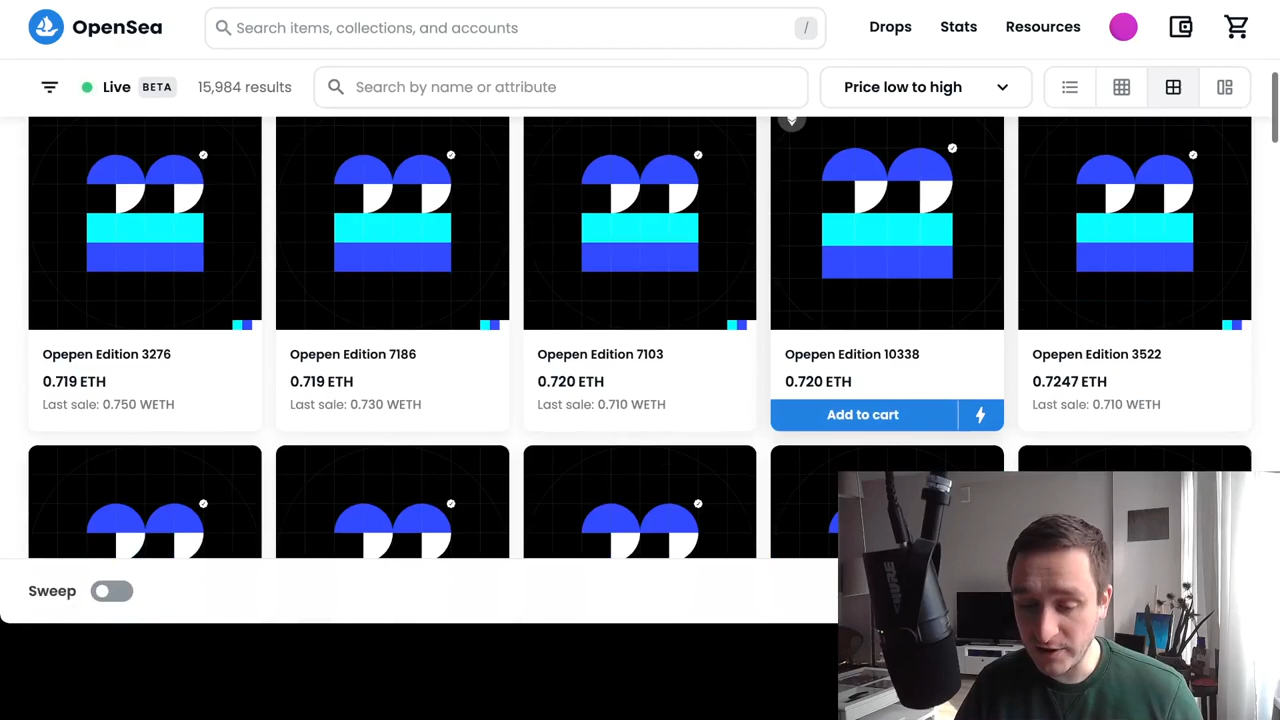 OpenSea
Search items, collections, and accounts
/
Drops
Stats
Resources
Live
BETA
15,984 results
Search by name or attribute
Price low to high
Opepen Edition 3276
0.719 ETH
Last sale: 0.750 WETH
Opepen Edition 7186
0.719 ETH
Last sale: 0.730 WETH
Opepen Edition 7103
0.720 ETH
Last sale: 0.710 WETH
Opepen Edition 10338
0.720 ETH
Add to cart
Opepen Edition 3522
0.7247 ETH
Last sale: 0.710 WETH
Sweep
SHURE